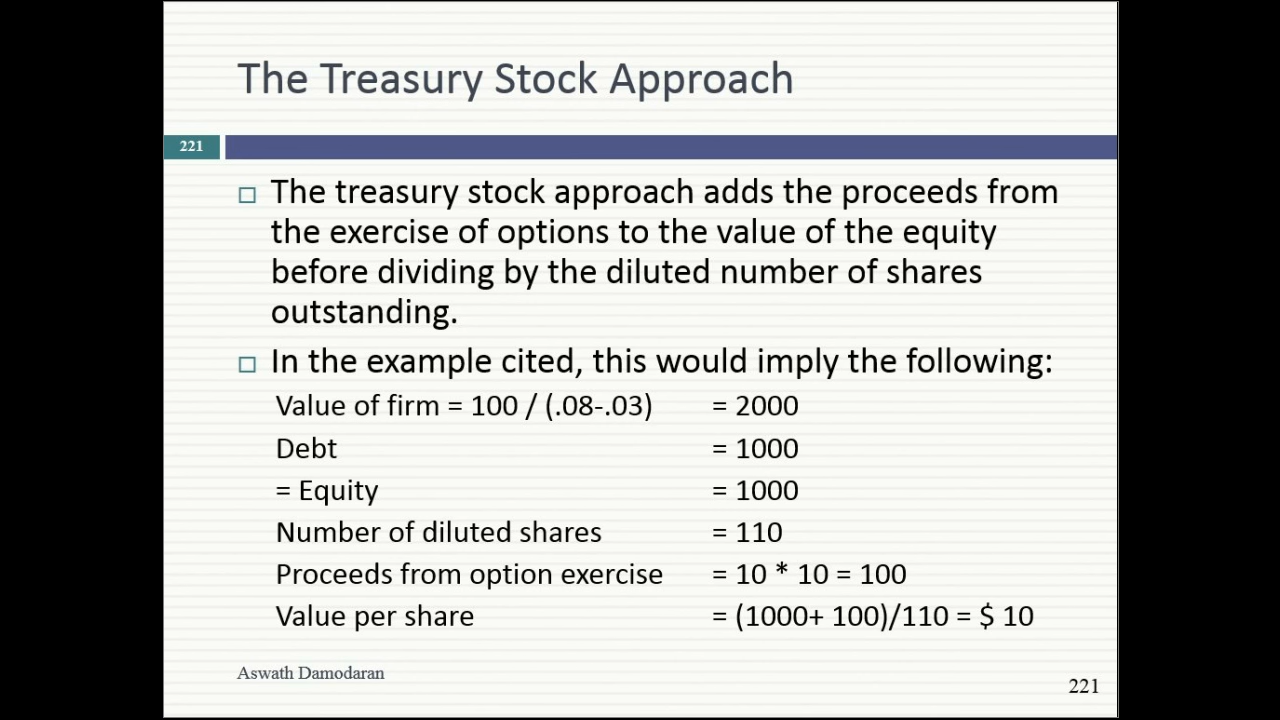 The Treasury Stock Approach
221
□ The treasury stock approach adds the proceeds from
the exercise of options to the value of the equity
before dividing by the diluted number of shares
outstanding.
□ In the example cited, this would imply the following:
Value of firm = 100 / (.08-.03) = 2000
Debt = 1000
= Equity = 1000
Number of diluted shares = 110
Proceeds from option exercise = 10 * 10 = 100
Value per share = (1000+ 100)/110 = $ 10
Aswath Damodaran
221